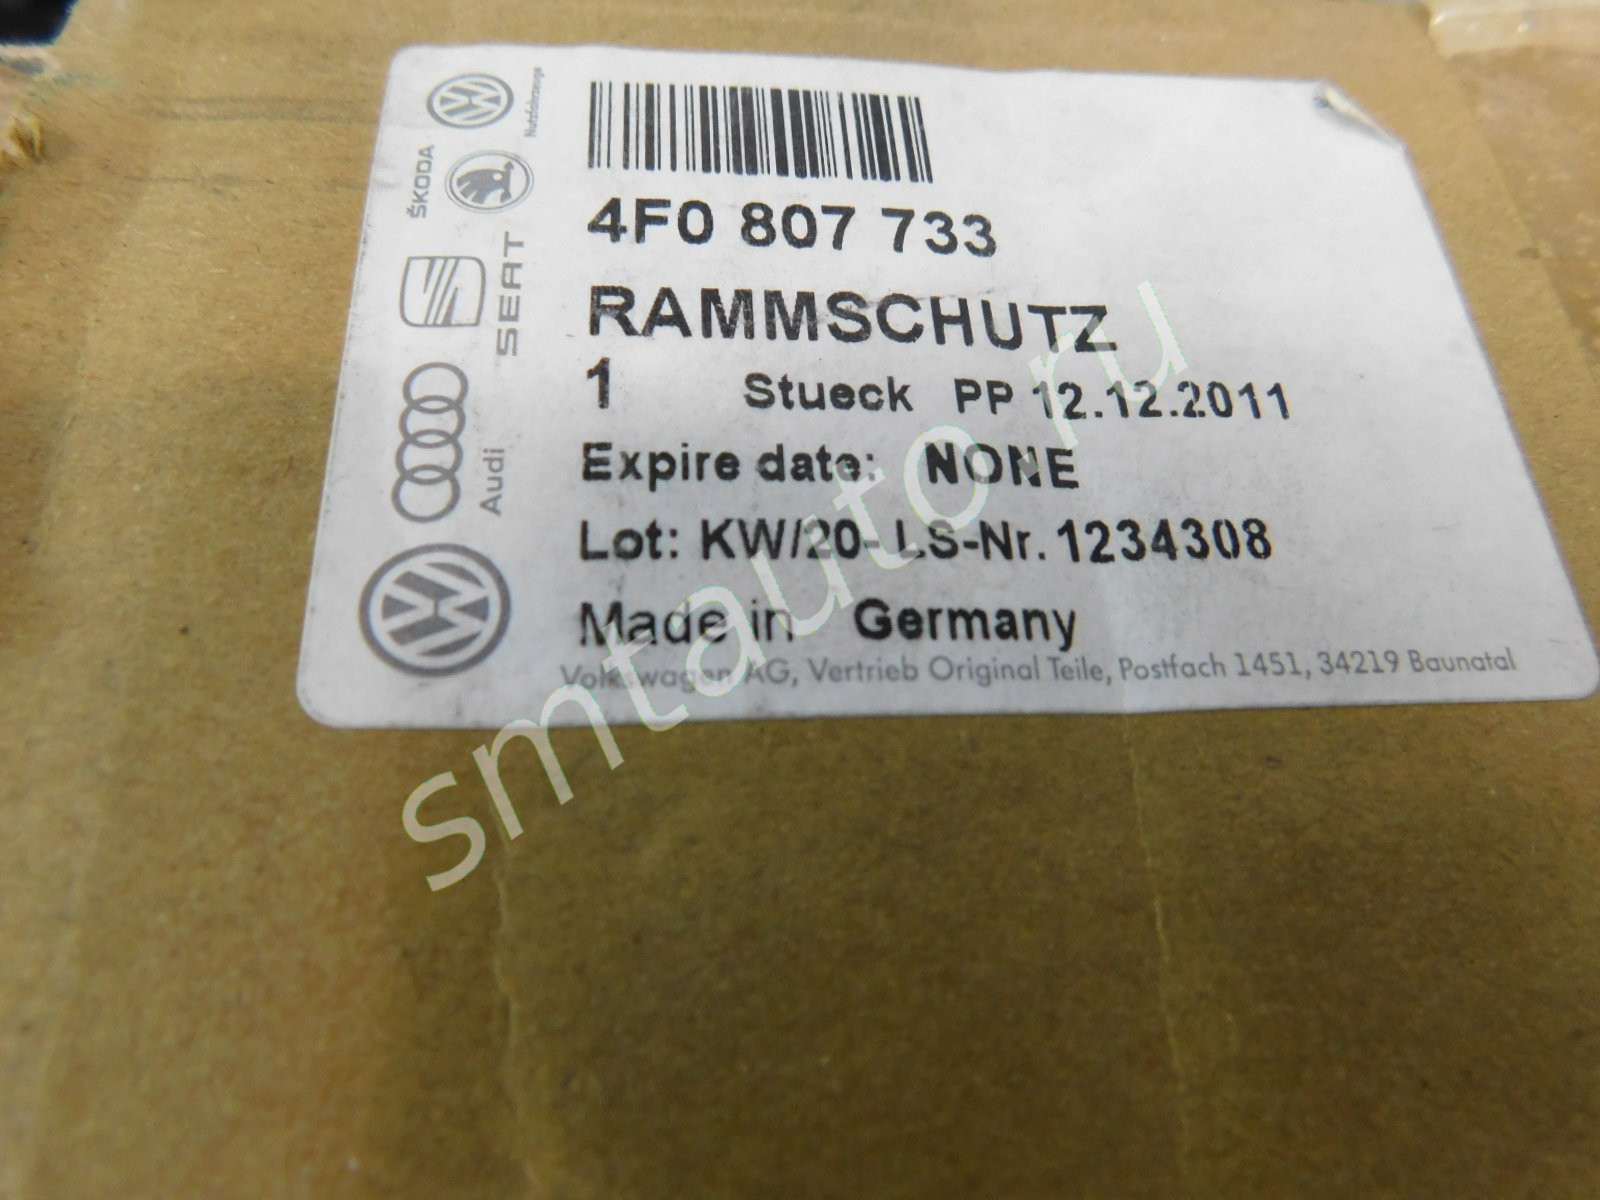 Nutzfahrzeuge
ŠKODA
SEAT
Audi
4F0 807 733
RAMMSCHUTZ
1 Stueck PP 12.12.2011
Expire date: NONE
Lot: KW/20- LS-Nr. 1234308
Made in Germany
Volkswagen AG, Vertrieb Original Teile, Postfach 1451, 34219 Baunatal
smtauto.ru